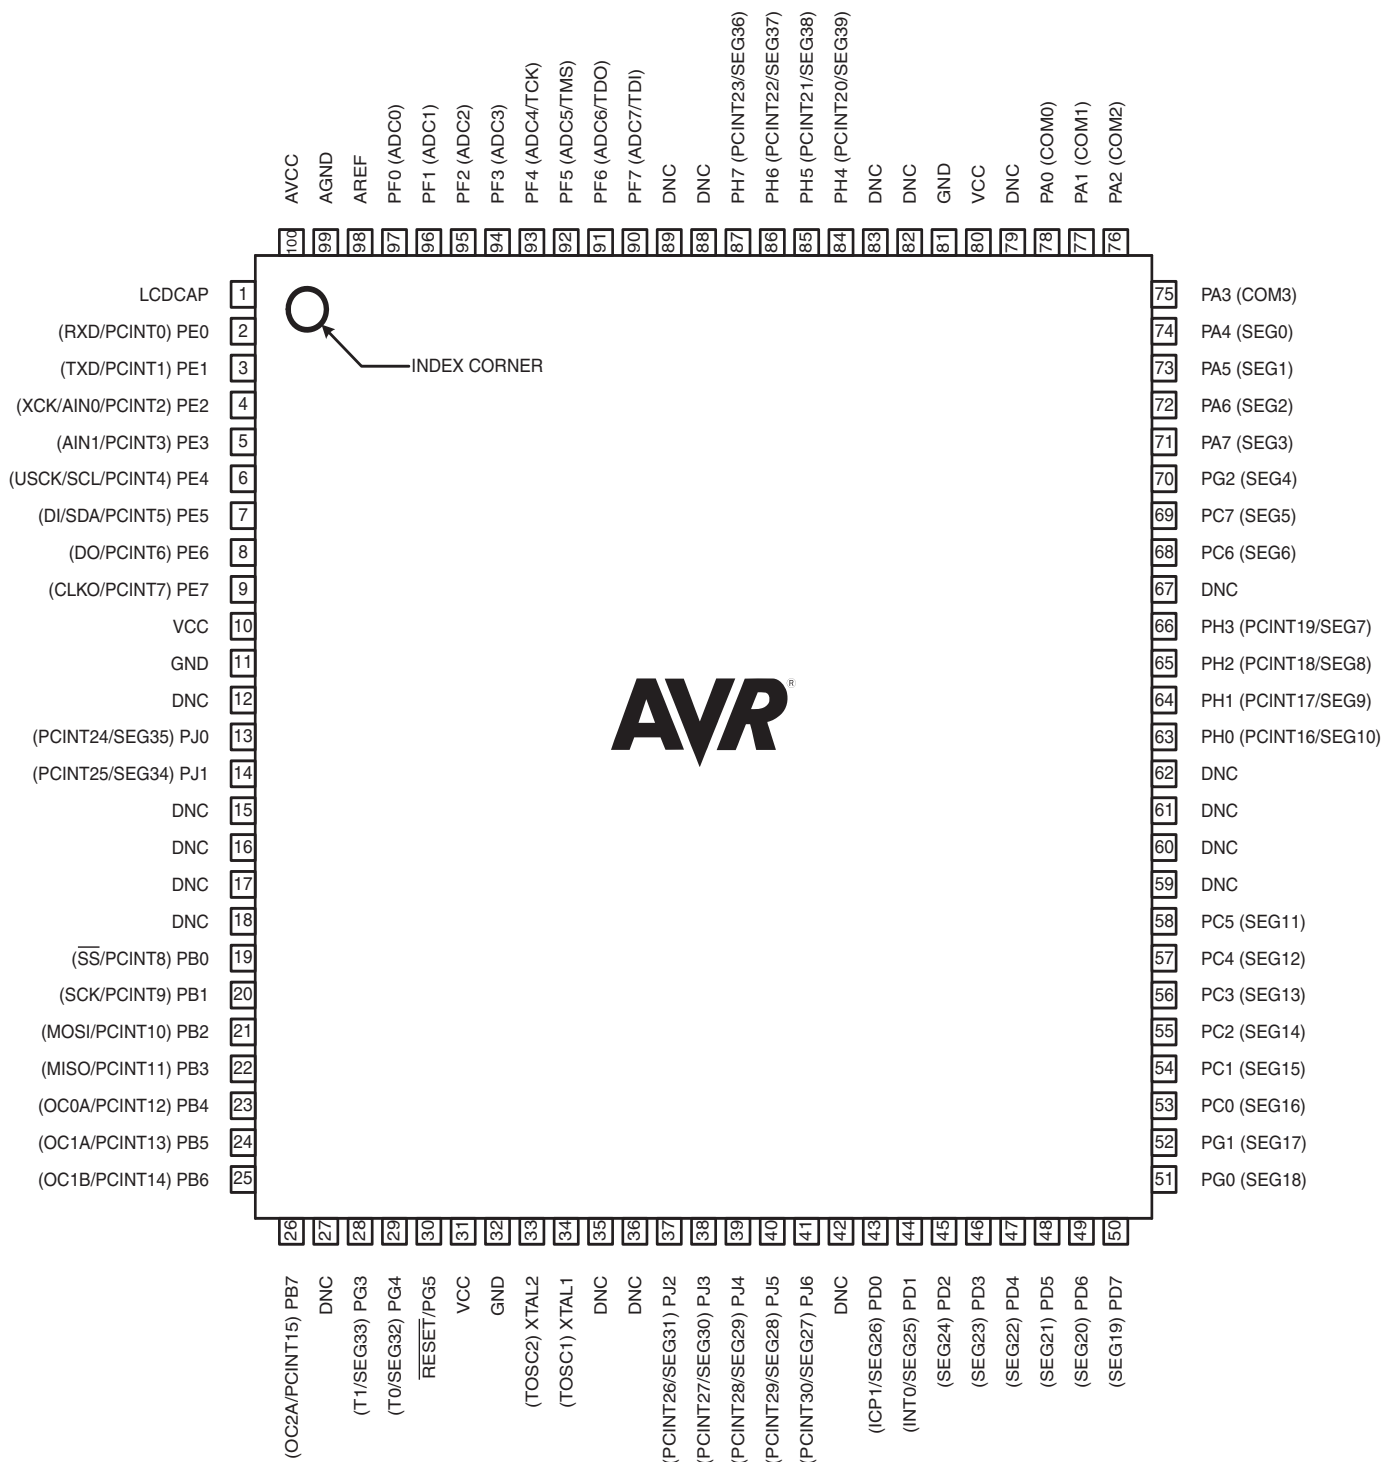 AVCC
AGND
AREF
PF0 (ADC0)
PF1 (ADC1)
PF2 (ADC2)
PF3 (ADC3)
PF4 (ADC4/TCK)
PF5 (ADC5/TMS)
PF6 (ADC6/TDO)
PF7 (ADC7/TDI)
DNC
DNC
PH7 (PCINT23/SEG36)
PH6 (PCINT22/SEG37)
PH5 (PCINT21/SEG38)
PH4 (PCINT20/SEG39)
DNC
DNC
GND
VCC
DNC
PA0 (COM0)
PA1 (COM1)
PA2 (COM2)
100
99
98
97
96
95
94
93
92
91
90
89
88
87
86
85
84
83
82
81
80
79
78
77
76
LCDCAP 1
(RXD/PCINT0) PE0 2
(TXD/PCINT1) PE1 3
(XCK/AIN0/PCINT2) PE2 4
(AIN1/PCINT3) PE3 5
(USCK/SCL/PCINT4) PE4 6
(DI/SDA/PCINT5) PE5 7
(DO/PCINT6) PE6 8
(CLKO/PCINT7) PE7 9
VCC 10
GND 11
DNC 12
(PCINT24/SEG35) PJ0 13
(PCINT25/SEG34) PJ1 14
DNC 15
DNC 16
DNC 17
DNC 18
(SS/PCINT8) PB0 19
(SCK/PCINT9) PB1 20
(MOSI/PCINT10) PB2 21
(MISO/PCINT11) PB3 22
(OC0A/PCINT12) PB4 23
(OC1A/PCINT13) PB5 24
(OC1B/PCINT14) PB6 25
INDEX CORNER
AVR®
75 PA3 (COM3)
74 PA4 (SEG0)
73 PA5 (SEG1)
72 PA6 (SEG2)
71 PA7 (SEG3)
70 PG2 (SEG4)
69 PC7 (SEG5)
68 PC6 (SEG6)
67 DNC
66 PH3 (PCINT19/SEG7)
65 PH2 (PCINT18/SEG8)
64 PH1 (PCINT17/SEG9)
63 PH0 (PCINT16/SEG10)
62 DNC
61 DNC
60 DNC
59 DNC
58 PC5 (SEG11)
57 PC4 (SEG12)
56 PC3 (SEG13)
55 PC2 (SEG14)
54 PC1 (SEG15)
53 PC0 (SEG16)
52 PG1 (SEG17)
51 PG0 (SEG18)
26
27
28
29
30
31
32
33
34
35
36
37
38
39
40
41
42
43
44
45
46
47
48
49
50
(OC2A/PCINT15) PB7
DNC
(T1/SEG33) PG3
(T0/SEG32) PG4
RESET/PG5
VCC
GND
(TOSC2) XTAL2
(TOSC1) XTAL1
DNC
DNC
(PCINT26/SEG31) PJ2
(PCINT27/SEG30) PJ3
(PCINT28/SEG29) PJ4
(PCINT29/SEG28) PJ5
(PCINT30/SEG27) PJ6
DNC
(ICP1/SEG26) PD0
(INT0/SEG25) PD1
(SEG24) PD2
(SEG23) PD3
(SEG22) PD4
(SEG21) PD5
(SEG20) PD6
(SEG19) PD7